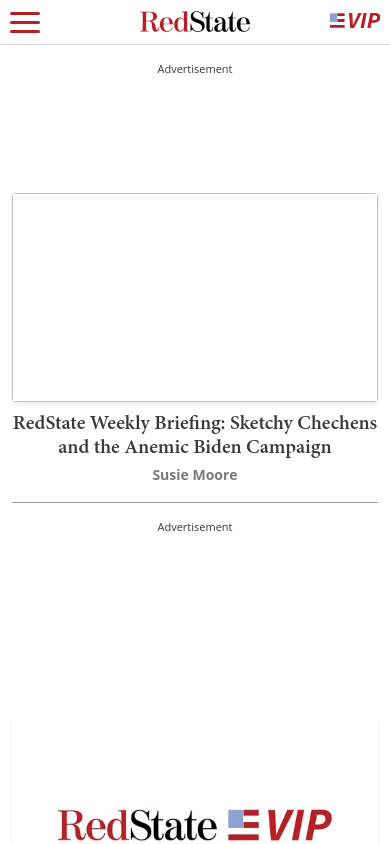 RedState VIP
Advertisement
RedState Weekly Briefing: Sketchy Chechens
and the Anemic Biden Campaign
Susie Moore
Advertisement
RedState VIP